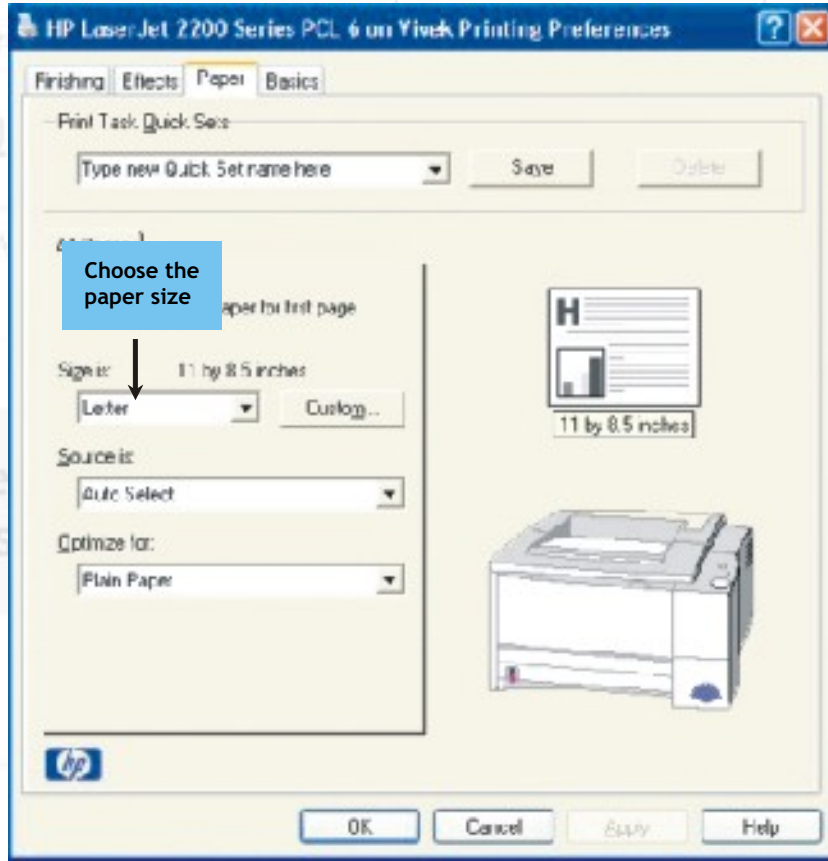 HP LaserJet 2200 Series PCL 6 on Vivek Printing Preferences
Finishing Effects Paper Basics
Print Task Quick Sets
Type new Quick Set name here Save Delete
Choose the
paper size
paper for first page
Size is: 11 by 8.5 inches
Letter Custom...
11 by 8.5 inches
Source is:
Auto Select
Optimize for:
Plain Paper
hp
OK Cancel Apply Help